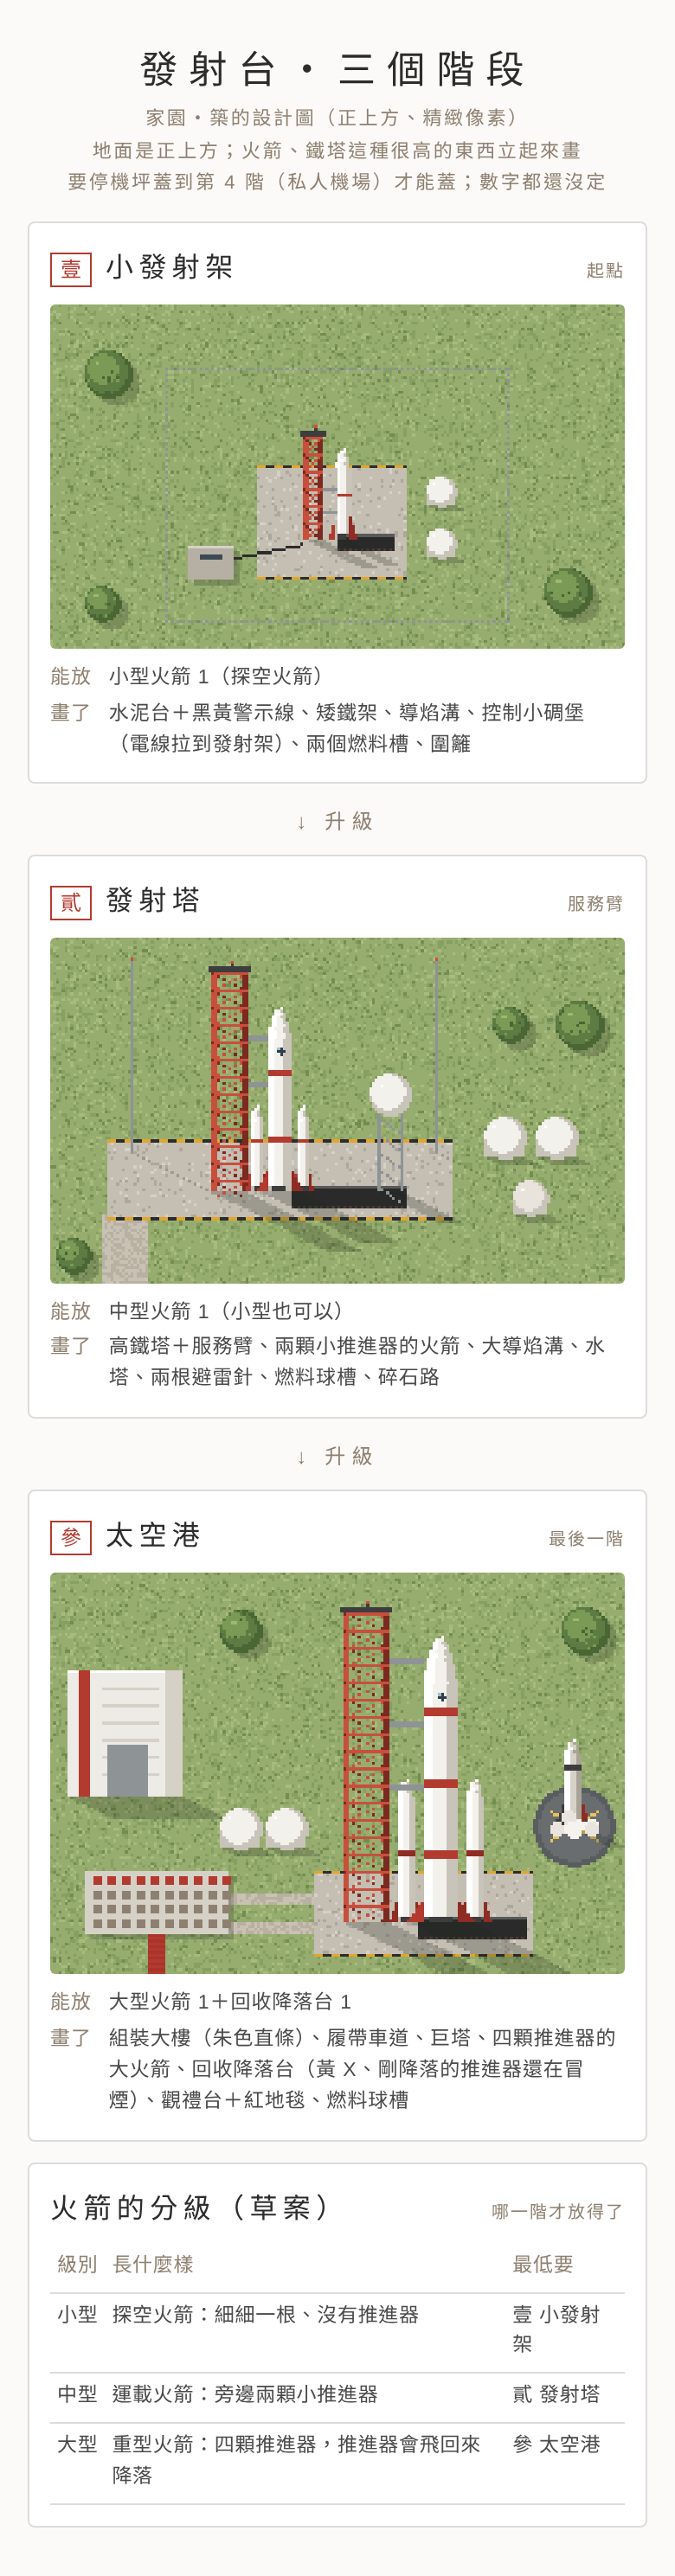 發射台・三個階段
家園・築的設計圖（正上方、精緻像素）
地面是正上方；火箭、鐵塔這種很高的東西立起來畫
要停機坪蓋到第 4 階（私人機場）才能蓋；數字都還沒定
壹 小發射架 起點
能放 小型火箭 1（探空火箭）
畫了 水泥台＋黑黃警示線、矮鐵架、導焰溝、控制小碉堡
（電線拉到發射架）、兩個燃料槽、圍籬
↓ 升級
貳 發射塔 服務臂
能放 中型火箭 1（小型也可以）
畫了 高鐵塔＋服務臂、兩顆小推進器的火箭、大導焰溝、水
塔、兩根避雷針、燃料球槽、碎石路
↓ 升級
參 太空港 最後一階
能放 大型火箭 1＋回收降落台 1
畫了 組裝大樓（朱色直條）、履帶車道、巨塔、四顆推進器的
大火箭、回收降落台（黃 X、剛降落的推進器還在冒
煙）、觀禮台＋紅地毯、燃料球槽
火箭的分級（草案） 哪一階才放得了
級別 長什麼樣 最低要
小型 探空火箭：細細一根、沒有推進器 壹 小發射
架
中型 運載火箭：旁邊兩顆小推進器 貳 發射塔
大型 重型火箭：四顆推進器，推進器會飛回來 參 太空港
降落